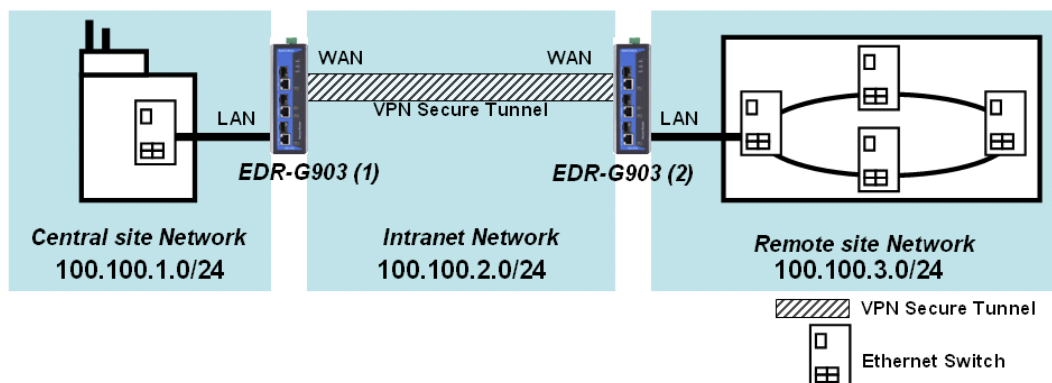 WAN
WAN
VPN Secure Tunnel
LAN
LAN
EDR-G903 (1)
EDR-G903 (2)
Central site Network
100.100.1.0/24
Intranet Network
100.100.2.0/24
Remote site Network
100.100.3.0/24
VPN Secure Tunnel
Ethernet Switch